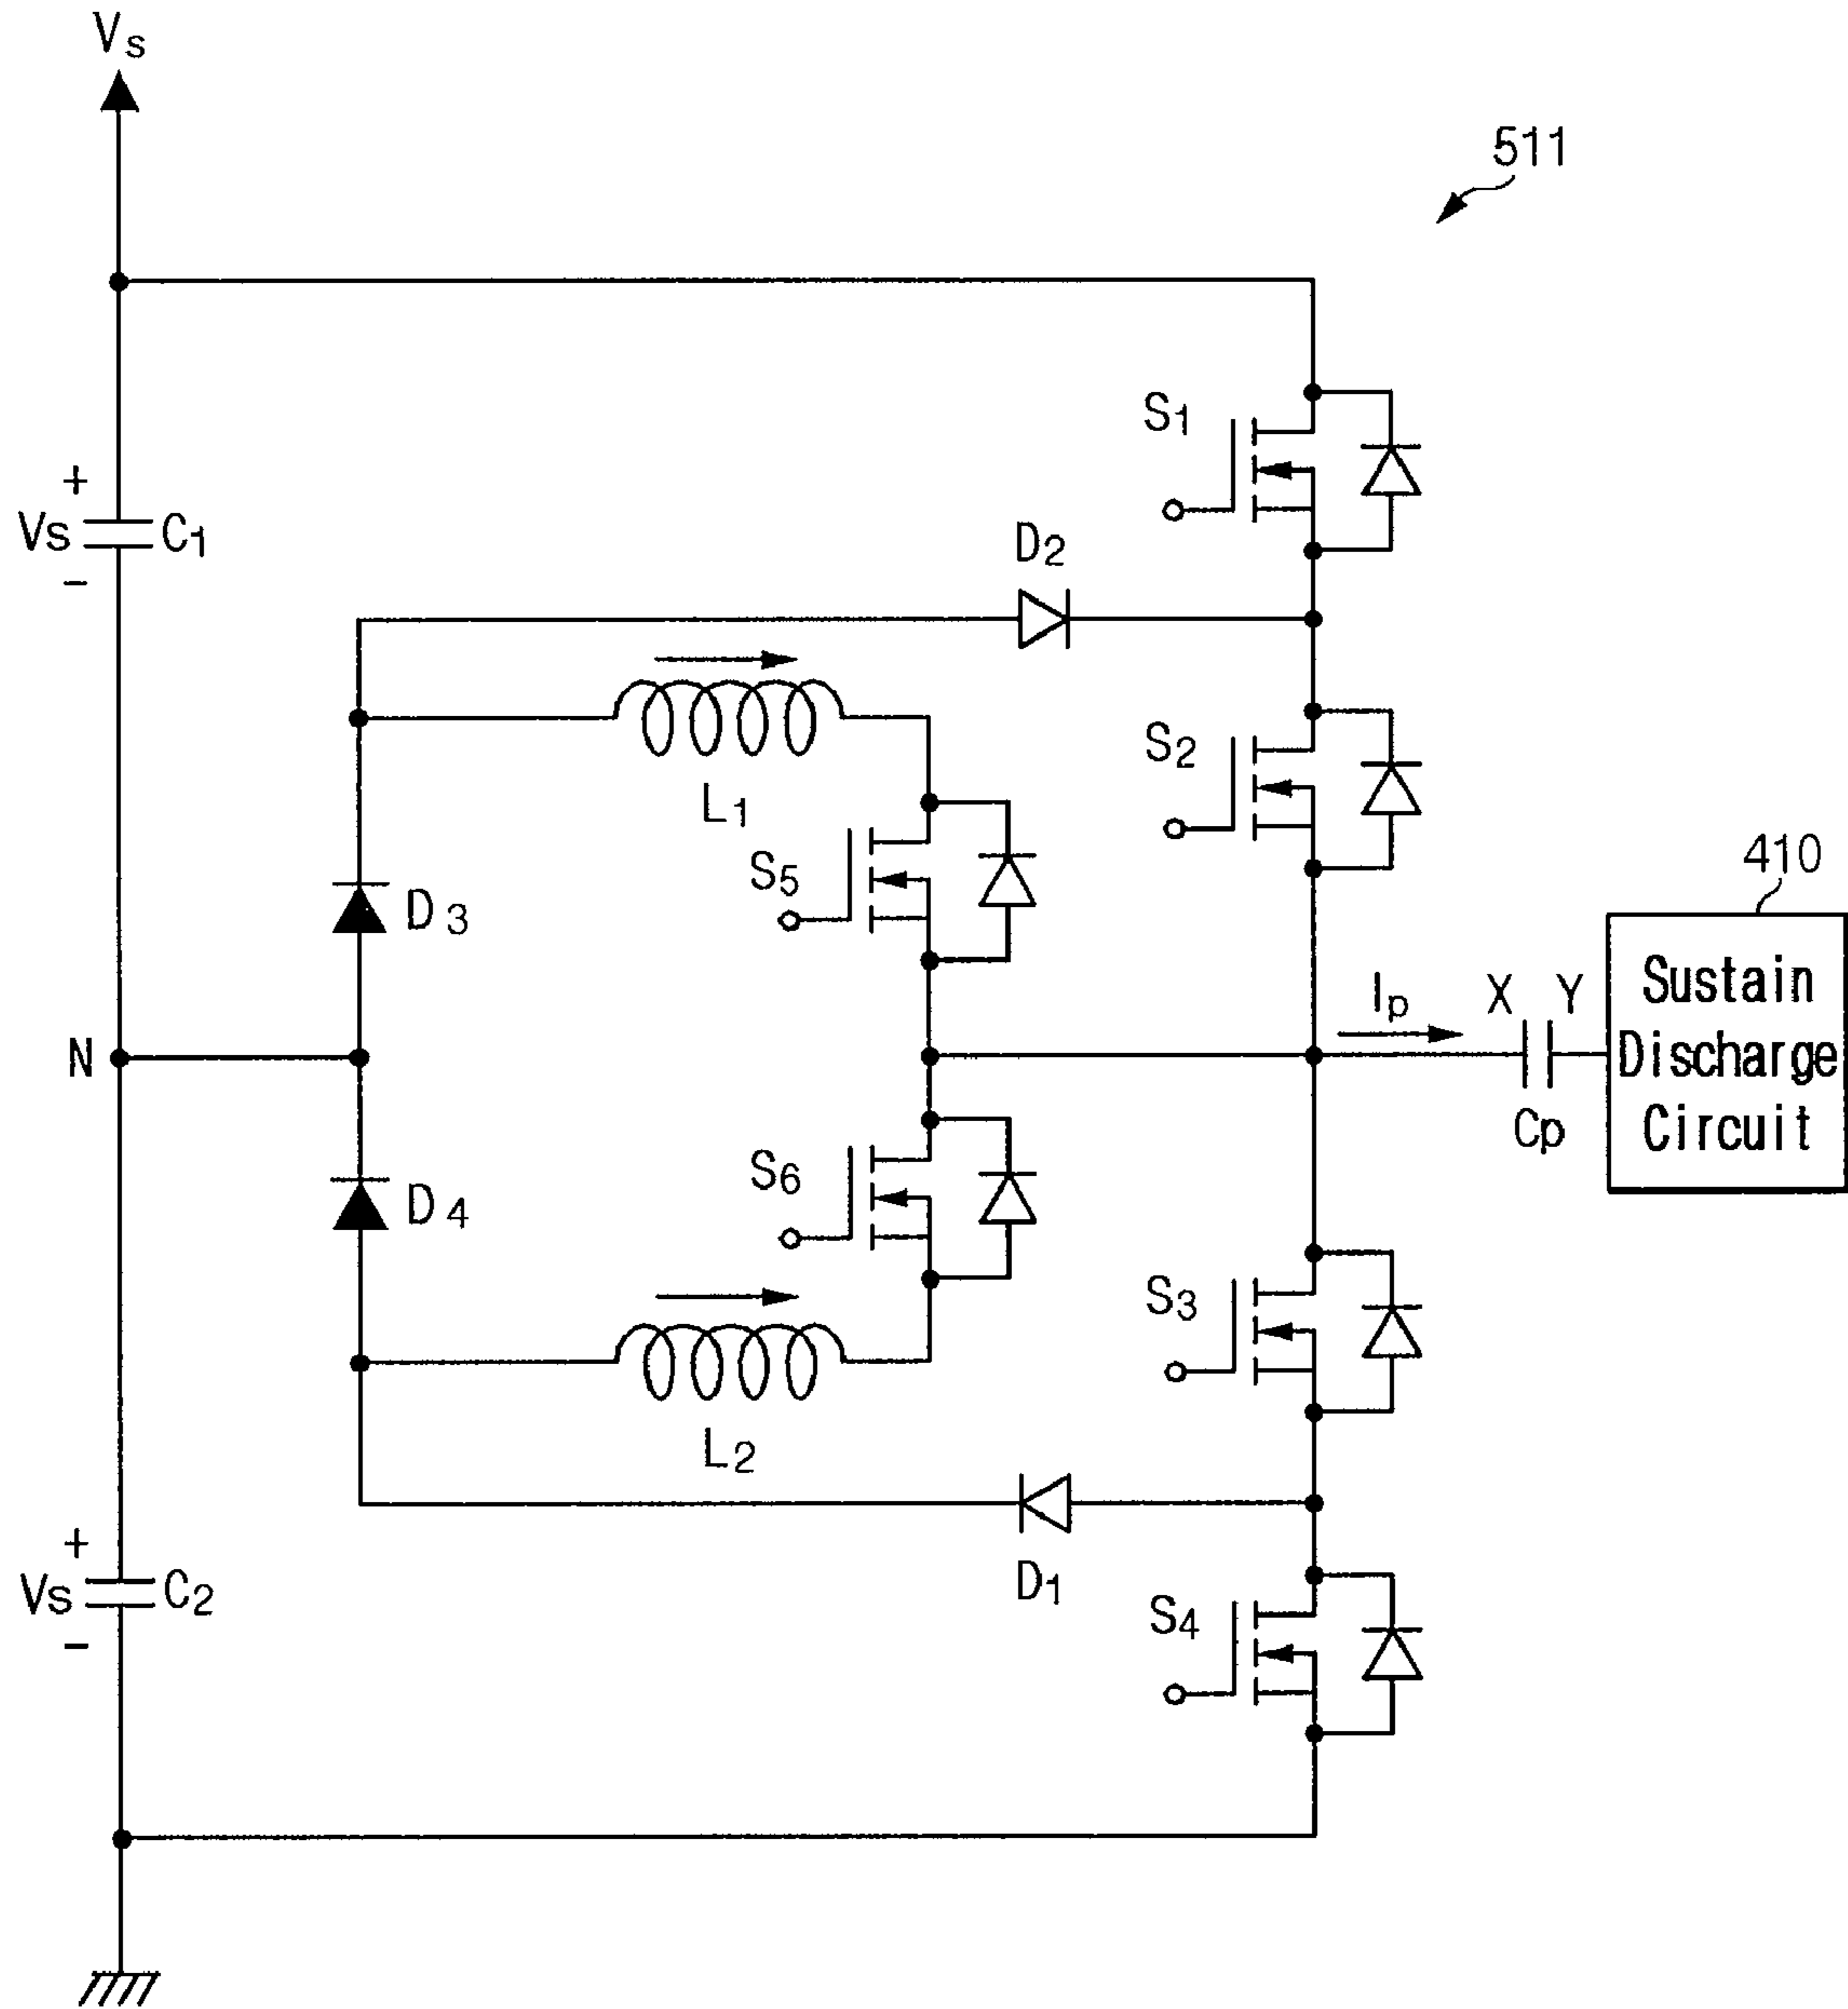 Vs
511
S1
+
Vs
C1
-
D2
L1
S2
S5
D3
410
Sustain
Discharge
Circuit
Ip
X
Y
Cp
N
S6
D4
S3
L2
D1
+
Vs
C2
-
S4